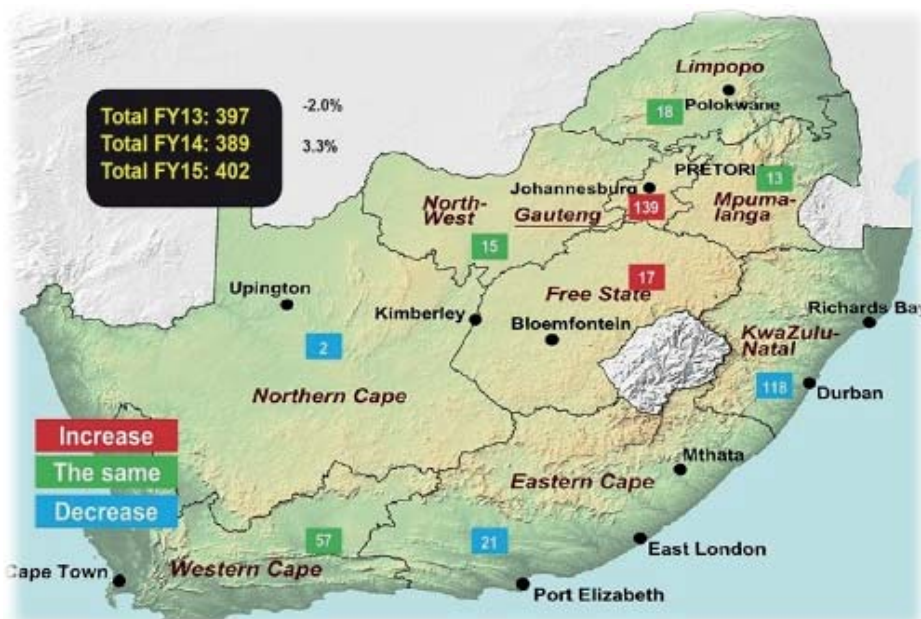 Total FY13: 397
-2.0%
Total FY14: 389
3.3%
Total FY15: 402
Limpopo
Polokwane
18
PRETORI
13
Johannesburg
Mpuma-
langa
North-
West
Gauteng
139
15
17
Free State
Upington
Kimberley
Bloemfontein
Richards Bay
KwaZulu-
Natal
2
118
Durban
Northern Cape
Increase
The same
Decrease
Mthata
Eastern Cape
57
21
East London
Western Cape
Cape Town
Port Elizabeth